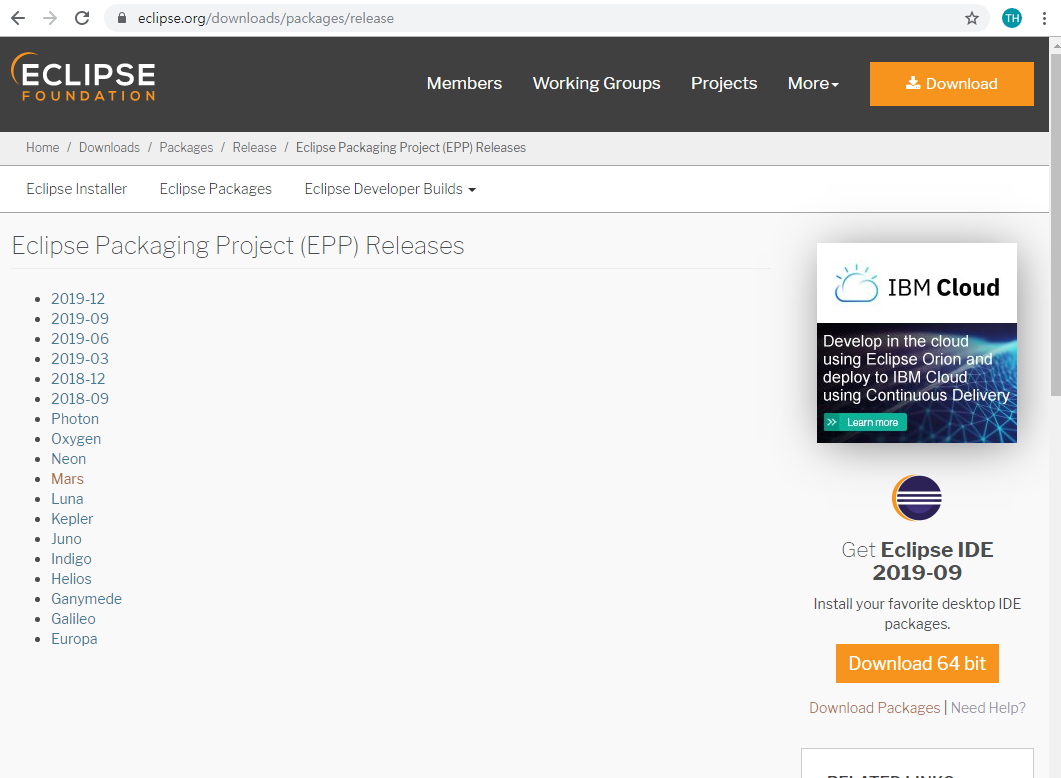 eclipse.org/downloads/packages/release
TH
ECLIPSE
FOUNDATION
Members Working Groups Projects More Download
Home / Downloads / Packages / Release / Eclipse Packaging Project (EPP) Releases
Eclipse Installer Eclipse Packages Eclipse Developer Builds
Eclipse Packaging Project (EPP) Releases
2019-12
2019-09
2019-06
2019-03
2018-12
2018-09
Photon
Oxygen
Neon
Mars
Luna
Kepler
Juno
Indigo
Helios
Ganymede
Galileo
Europa
IBM Cloud
Develop in the cloud
using Eclipse Orion and
deploy to IBM Cloud
using Continuous Delivery
Learn more
Get Eclipse IDE
2019-09
Install your favorite desktop IDE
packages.
Download 64 bit
Download Packages | Need Help?
RELATED LINKS